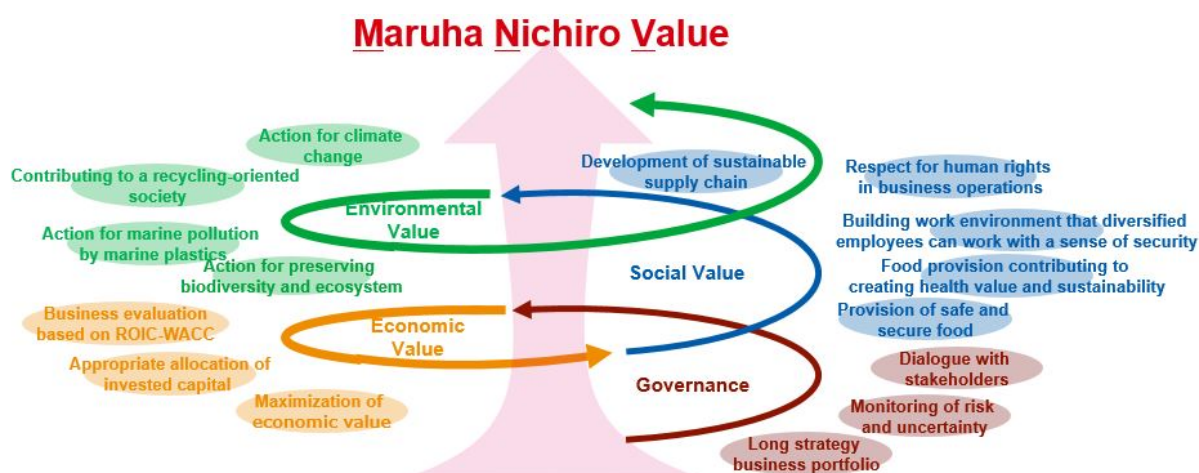 Maruha Nichiro Value
Action for climate
change
Contributing to a recycling-oriented
society
Environmental
Value
Action for marine pollution
by marine plastics
Action for preserving
biodiversity and ecosystem
Business evaluation
based on ROIC-WACC
Economic
Value
Appropriate allocation of
invested capital
Maximization of
economic value
Development of sustainable
supply chain
Respect for human rights
in business operations
Building work environment that diversified
employees can work with a sense of security
Social Value
Food provision contributing to
creating health value and sustainability
Provision of safe and
secure food
Governance
Dialogue with
stakeholders
Monitoring of risk
and uncertainty
Long strategy
business portfolio